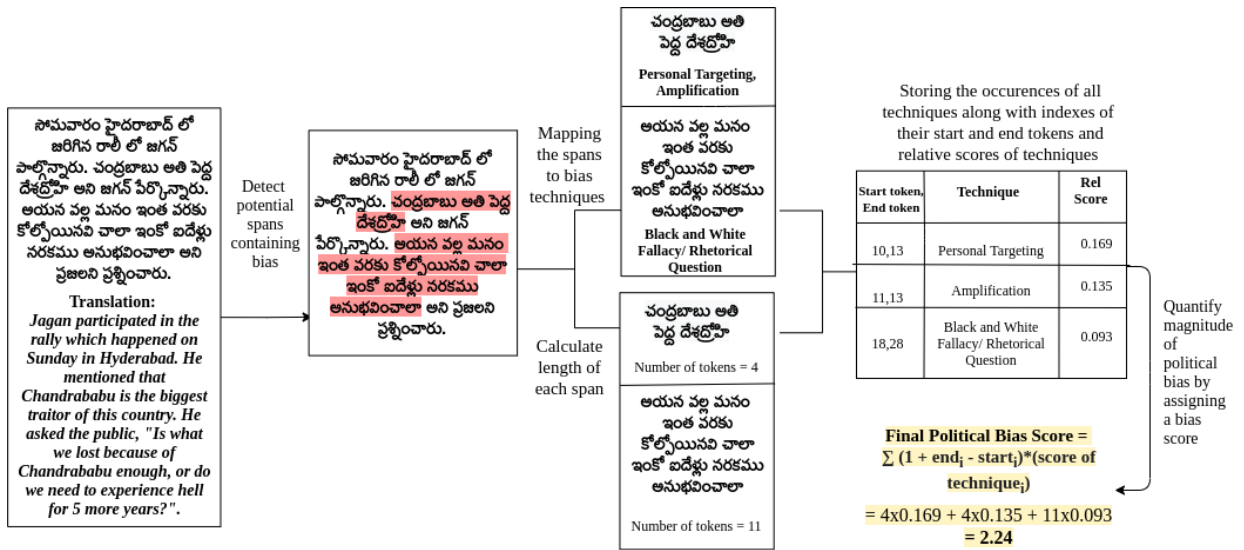 సోమవారం హైదరాబాద్ లో
జరిగిన రాలీ లో జగన్
పాల్గొన్నారు. చంద్రబాబు అతి పెద్ద
దేశద్రోహి అని జగన్ పేర్కొన్నారు.
ఆయన వల్ల మనం ఇంత వరకు
కోల్పోయినవి చాలా ఇంకో ఐదేళ్లు
నరకము అనుభవించాలా అని
ప్రజలని ప్రశ్నించారు.
Translation:
Jagan participated in the
rally which happened on
Sunday in Hyderabad. He
mentioned that
Chandrababu is the biggest
traitor of this country. He
asked the public, "Is what
we lost because of
Chandrababu enough, or do
we need to experience hell
for 5 more years?".
Detect
potential
spans
containing
bias
సోమవారం హైదరాబాద్ లో
జరిగిన రాలీ లో జగన్
పాల్గొన్నారు. చంద్రబాబు అతి పెద్ద
దేశద్రోహి అని జగన్
పేర్కొన్నారు. ఆయన వల్ల మనం
ఇంత వరకు కోల్పోయినవి చాలా
ఇంకో ఐదేళ్లు నరకము
అనుభవించాలా అని ప్రజలని
ప్రశ్నించారు.
Mapping
the spans
to bias
techniques
చంద్రబాబు అతి
పెద్ద దేశద్రోహి
Personal Targeting,
Amplification
ఆయన వల్ల మనం
ఇంత వరకు
కోల్పోయినవి చాలా
ఇంకో ఐదేళ్లు నరకము
అనుభవించాలా
Black and White
Fallacy/ Rhetorical
Question
Calculate
length of
each span
చంద్రబాబు అతి
పెద్ద దేశద్రోహి
Number of tokens = 4
ఆయన వల్ల మనం
ఇంత వరకు
కోల్పోయినవి చాలా
ఇంకో ఐదేళ్లు నరకము
అనుభవించాలా
Number of tokens = 11
Storing the occurences of all
techniques along with indexes of
their start and end tokens and
relative scores of techniques
Start token, End token Technique Rel Score
10,13 Personal Targeting 0.169
11,13 Amplification 0.135
18,28 Black and White Fallacy/ Rhetorical Question 0.093
Quantify
magnitude
of
political
bias by
assigning
a bias
score
Final Political Bias Score =
∑ (1 + endᵢ - startᵢ)*(score of
techniqueᵢ)
= 4x0.169 + 4x0.135 + 11x0.093
= 2.24